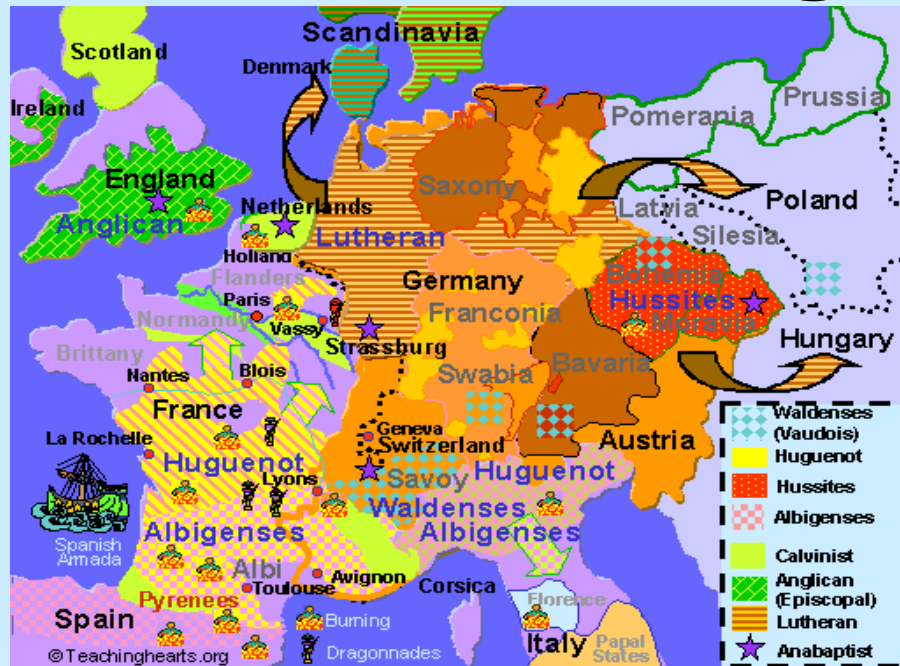 Scandinavia
Scotland
Denmark
Ireland
Prussia
Pomerania
England
Saxony
Anglican
Netherlands
Poland
Latvia
Lutheran
Silesia
Holland
Flanders
Germany
Bohemia
Paris
Hussites
Normandy
Vassy
Franconia
Moravia
Strassburg
Hungary
Brittany
Bavaria
Nantes
Blois
Swabia
France
Geneva
La Rochelle
Switzerland
Austria
Huguenot
Lyons
Savoy
Huguenot
Waldenses
Albigenses
Albigenses
Spanish
Armada
Albi
Avignon
Corsica
Toulouse
Pyrenees
Florence
Spain
Burning
Italy
Papal
States
Dragonnades
©Teachinghearts.org
Waldenses
(Vaudois)
Huguenot
Hussites
Albigenses
Calvinist
Anglican
(Episcopal)
Lutheran
Anabaptist